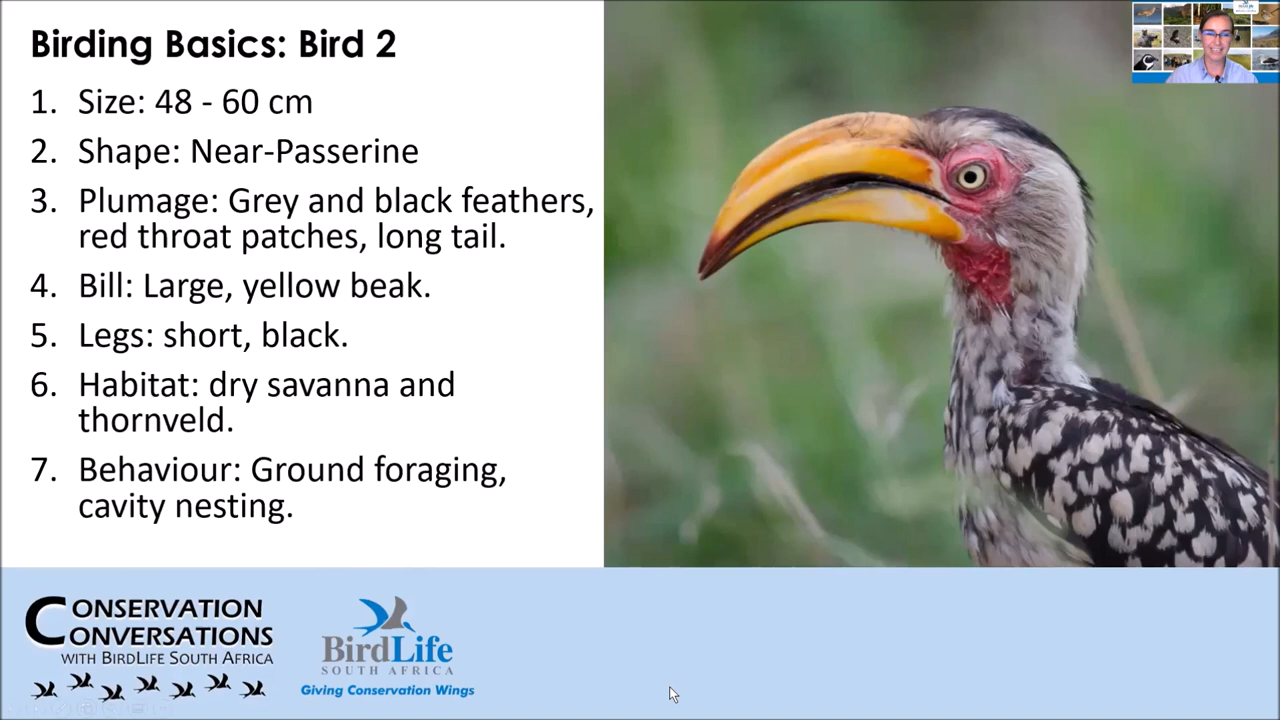 Birding Basics: Bird 2
1. Size: 48 - 60 cm
2. Shape: Near-Passerine
3. Plumage: Grey and black feathers,
red throat patches, long tail.
4. Bill: Large, yellow beak.
5. Legs: short, black.
6. Habitat: dry savanna and
thornveld.
7. Behaviour: Ground foraging,
cavity nesting.
CONSERVATION
CONVERSATIONS
WITH BIRDLIFE SOUTH AFRICA
BirdLife
SOUTH AFRICA
Giving Conservation Wings